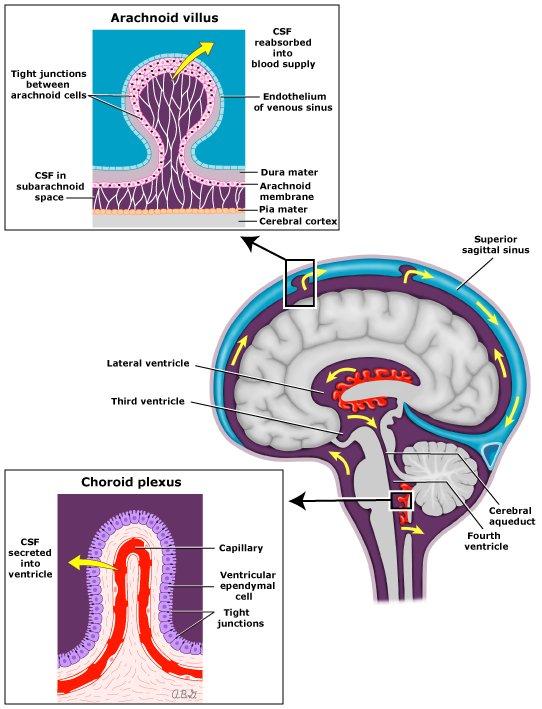 Arachnoid villus
CSF
reabsorbed
into
blood supply
Tight junctions
between
arachnoid cells
Endothelium
of venous sinus
CSF in
subarachnoid
space
Dura mater
Arachnoid
membrane
Pia mater
Cerebral cortex
Superior
sagittal sinus
Lateral ventricle
Third ventricle
Cerebral
aqueduct
Fourth
ventricle
Choroid plexus
CSF
secreted
into
ventricle
Capillary
Ventricular
ependymal
cell
Tight
junctions